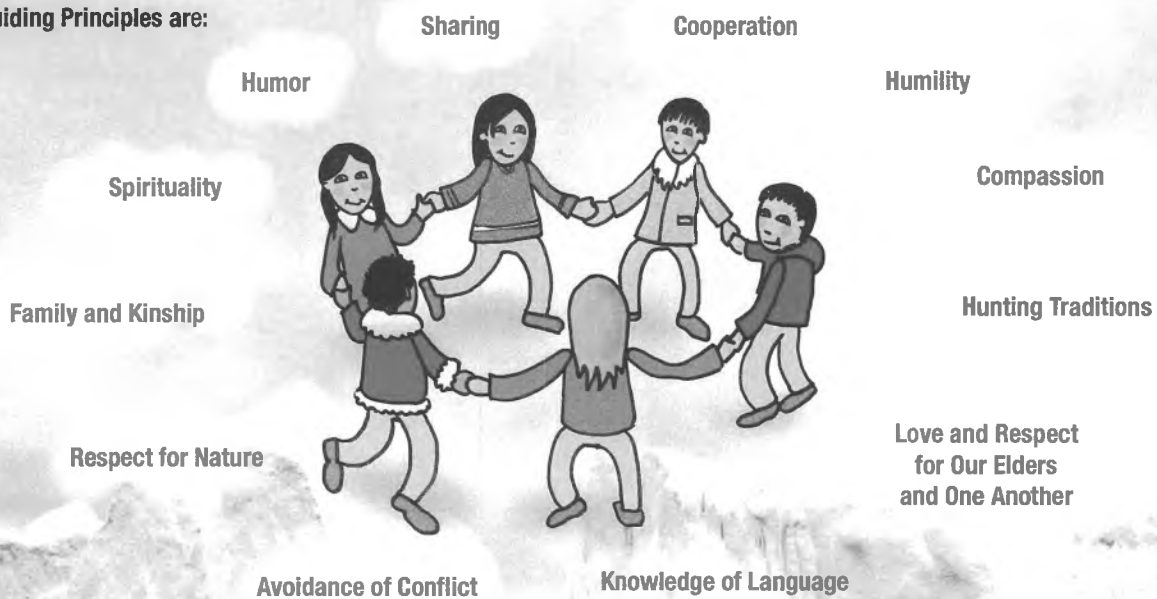 uiding Principles are:
Sharing
Cooperation
Humor
Humility
Spirituality
Compassion
Family and Kinship
Hunting Traditions
Respect for Nature
Love and Respect
for Our Elders
and One Another
Avoidance of Conflict
Knowledge of Language